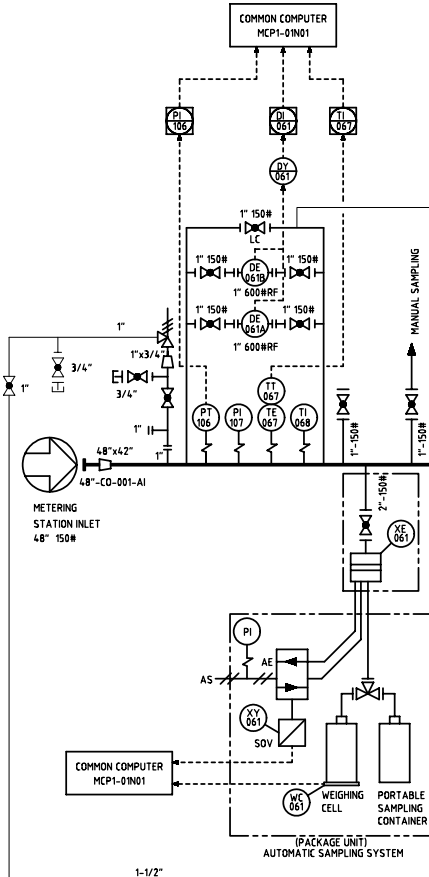 COMMON COMPUTER
MCP1-01N01
PI
106
DI
061
TI
067
DY
061
1" 150#
LC
1" 150#
DE
061B
1" 150#
1" 600#RF
1" 150#
DE
061A
1" 150#
1" 600#RF
MANUAL SAMPLING
1"
1"x3/4"
3/4"
3/4"
1"
TT
067
PT
106
PI
107
TE
067
TI
068
1"
1"
1"-150#
1"-150#
48"x42"
48"-CO-001-AI
METERING
STATION INLET
48" 150#
2"-150#
XE
061
PI
AS
AE
XY
061
SOV
COMMON COMPUTER
MCP1-01N01
WC
061
WEIGHING
CELL
PORTABLE
SAMPLING
CONTAINER
(PACKAGE UNIT)
AUTOMATIC SAMPLING SYSTEM
1-1/2"